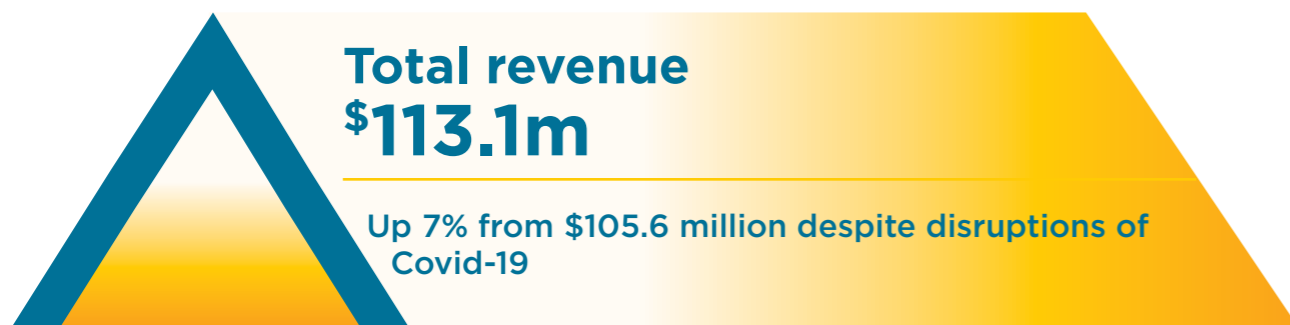 Total revenue
$113.1m
Up 7% from $105.6 million despite disruptions of
Covid-19